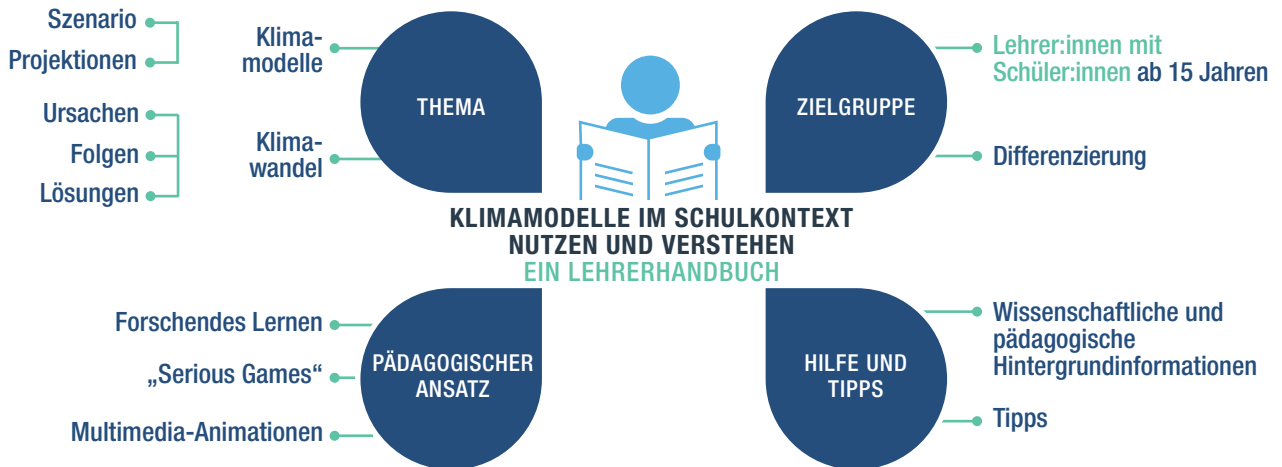 Szenario
Projektionen
Ursachen
Folgen
Lösungen
Klima-
modelle
Klima-
wandel
THEMA
ZIELGRUPPE
Lehrer:innen mit
Schüler:innen ab 15 Jahren
Differenzierung
KLIMAMODELLE IM SCHULKONTEXT
NUTZEN UND VERSTEHEN
EIN LEHRERHANDBUCH
Forschendes Lernen
„Serious Games“
Multimedia-Animationen
PÄDAGOGISCHER
ANSATZ
HILFE UND
TIPPS
Wissenschaftliche und
pädagogische
Hintergrundinformationen
Tipps